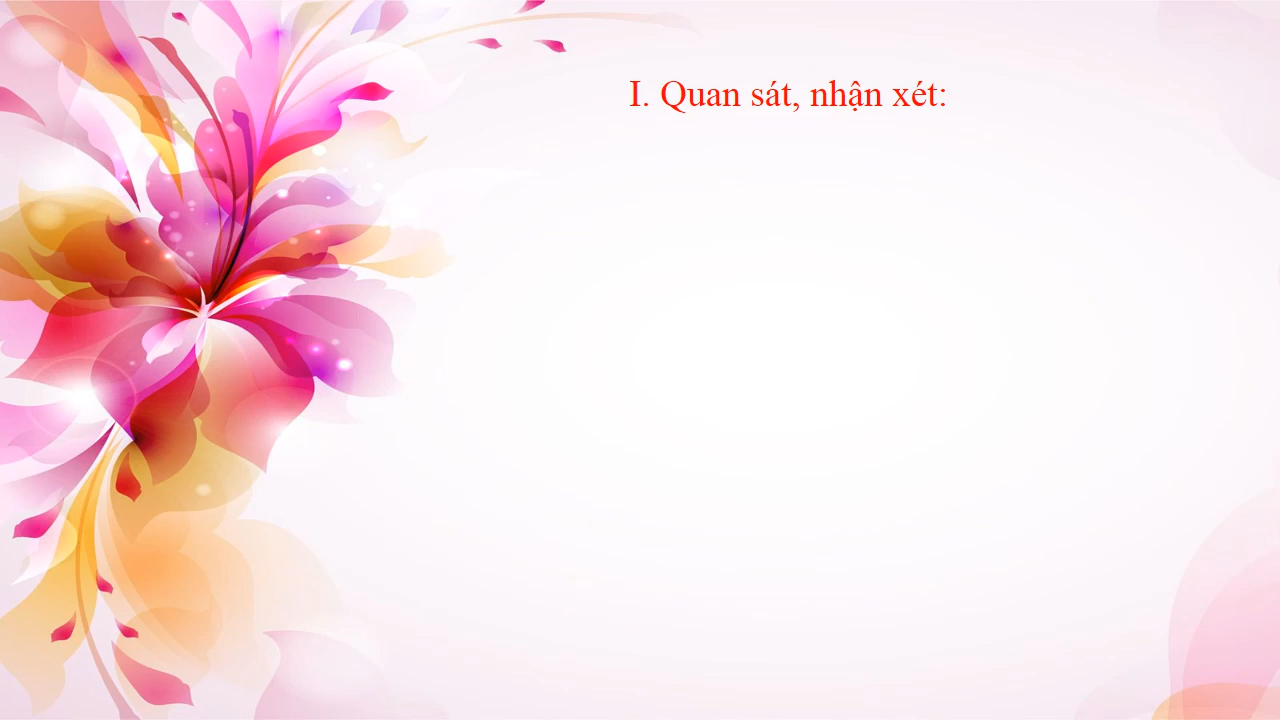 I. Quan sát, nhận xét: